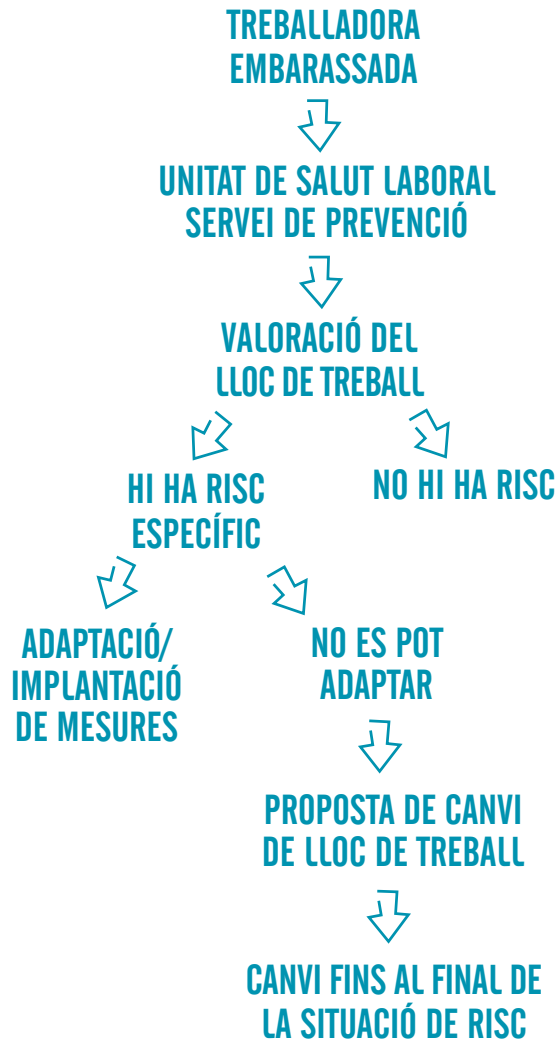 TREBALLADORA
EMBARASSADA
UNITAT DE SALUT LABORAL
SERVEI DE PREVENCIÓ
VALORACIÓ DEL
LLOC DE TREBALL
HI HA RISC
ESPECÍFIC
NO HI HA RISC
ADAPTACIÓ/
IMPLANTACIÓ
DE MESURES
NO ES POT
ADAPTAR
PROPOSTA DE CANVI
DE LLOC DE TREBALL
CANVI FINS AL FINAL DE
LA SITUACIÓ DE RISC